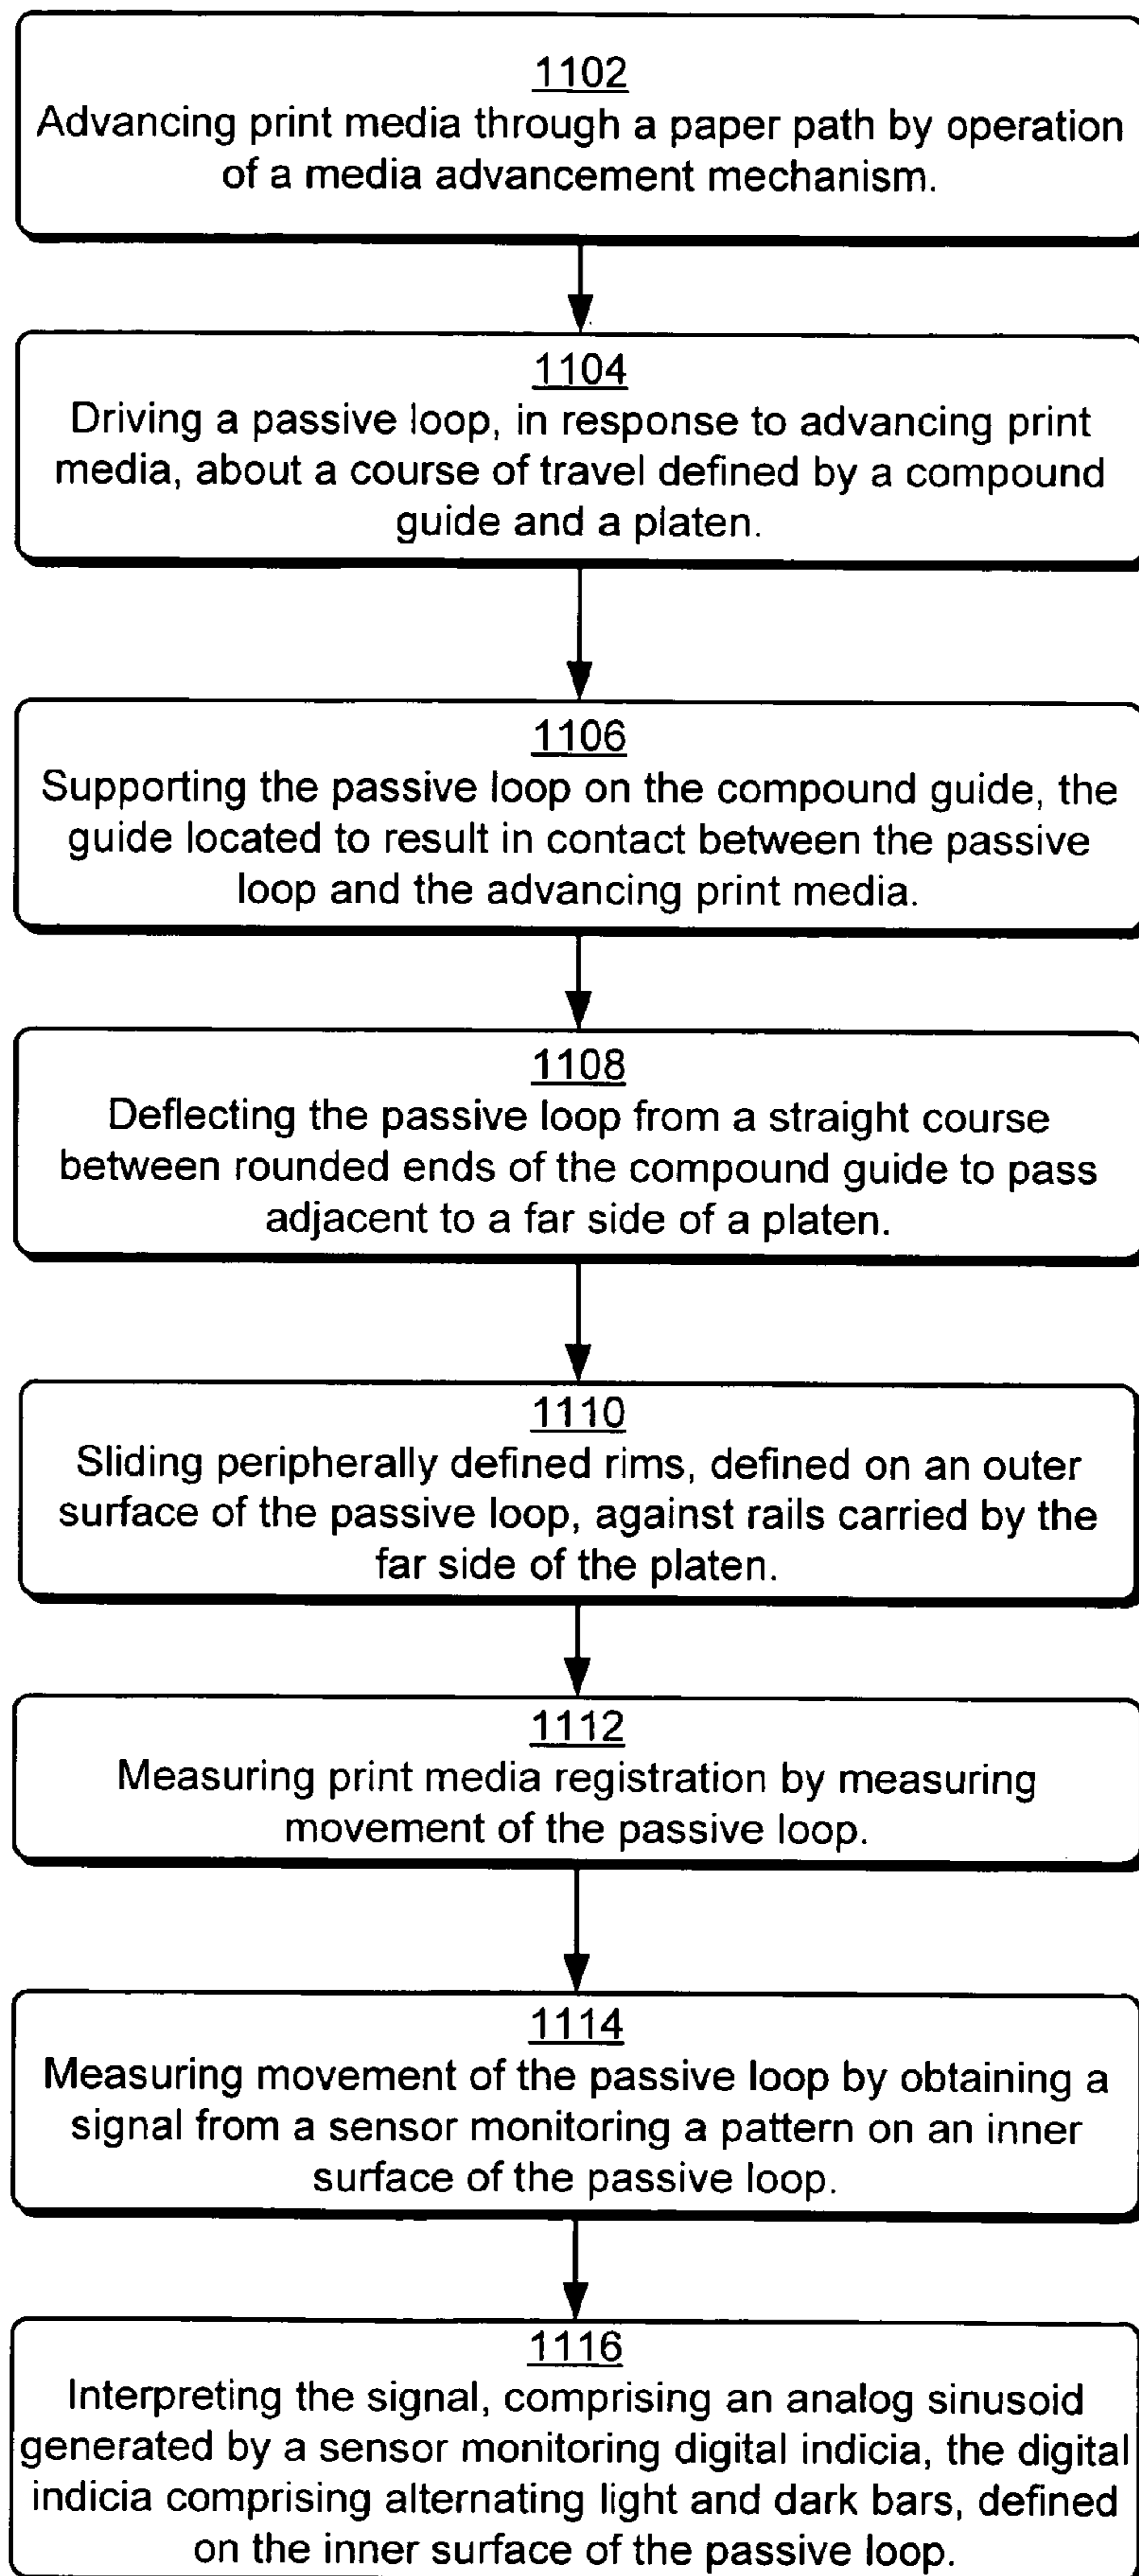 1102
Advancing print media through a paper path by operation
of a media advancement mechanism.
1104
Driving a passive loop, in response to advancing print
media, about a course of travel defined by a compound
guide and a platen.
1106
Supporting the passive loop on the compound guide, the
guide located to result in contact between the passive
loop and the advancing print media.
1108
Deflecting the passive loop from a straight course
between rounded ends of the compound guide to pass
adjacent to a far side of a platen.
1110
Sliding peripherally defined rims, defined on an outer
surface of the passive loop, against rails carried by the
far side of the platen.
1112
Measuring print media registration by measuring
movement of the passive loop.
1114
Measuring movement of the passive loop by obtaining a
signal from a sensor monitoring a pattern on an inner
surface of the passive loop.
1116
Interpreting the signal, comprising an analog sinusoid
generated by a sensor monitoring digital indicia, the digital
indicia comprising alternating light and dark bars, defined
on the inner surface of the passive loop.